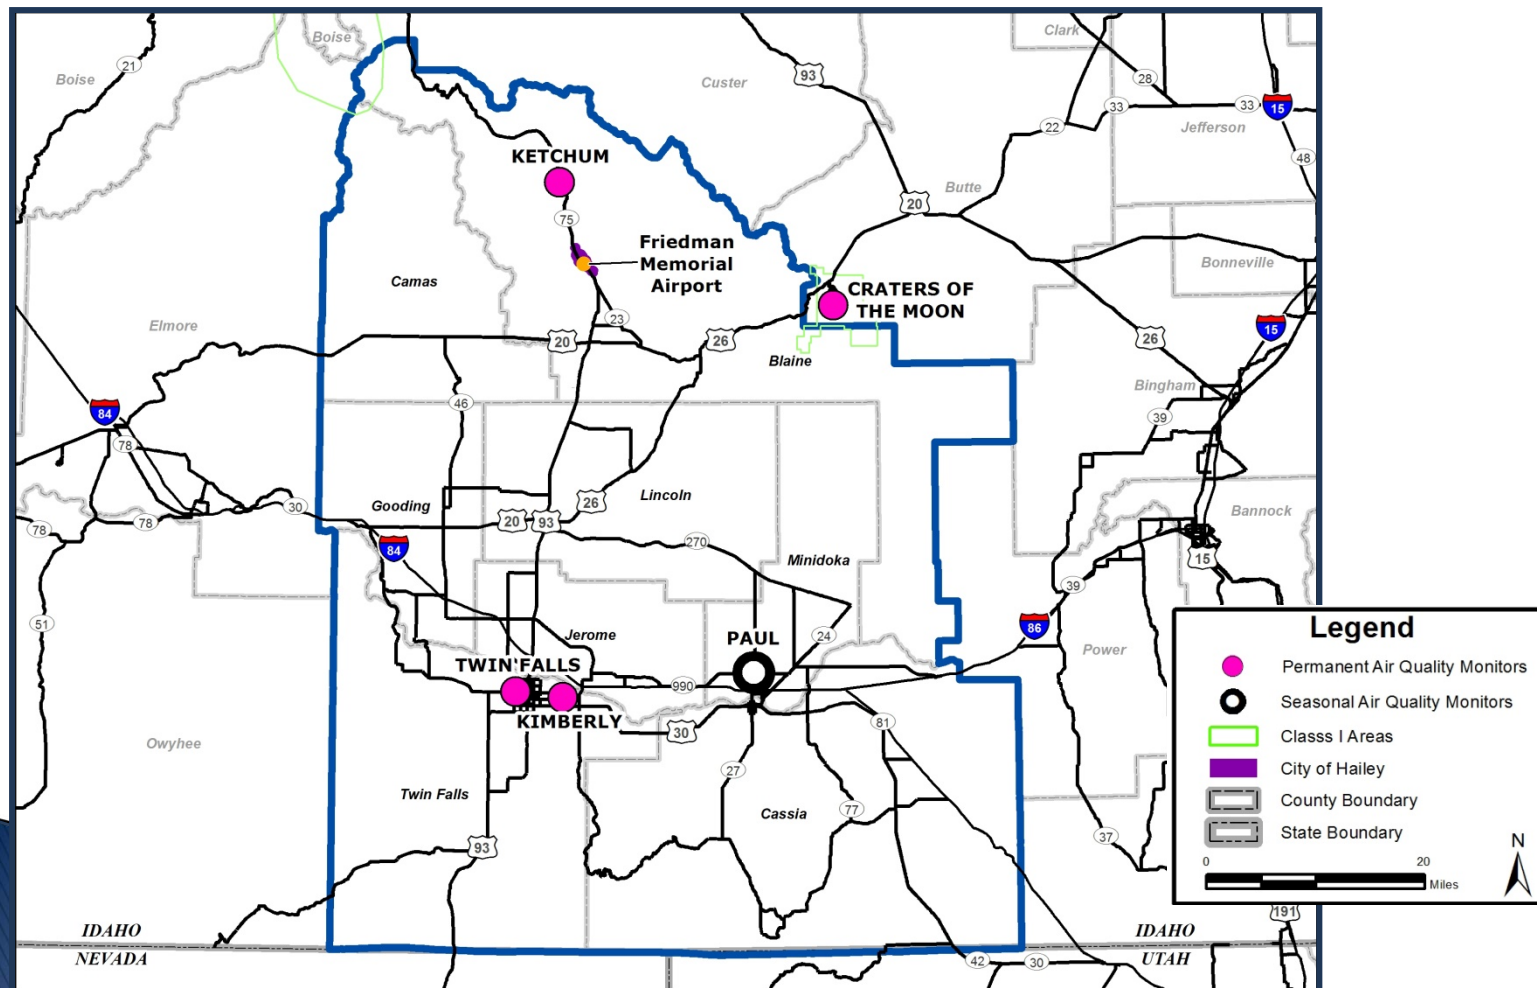 Boise
Clark
21
Boise
93
Custer
28
33
33
15
22
Jefferson
48
KETCHUM
Butte
20
75
Friedman
Memorial
Airport
Bonneville
Camas
CRATERS OF
THE MOON
Elmore
23
20
26
26
15
Blaine
Bingham
84
46
39
78
Gooding
Lincoln
26
30
20
93
78
78
Bannock
84
270
Minidoka
15
39
51
86
Jerome
PAUL
24
Power
TWIN FALLS
990
KIMBERLY
30
81
Owyhee
27
Twin Falls
Cassia
77
93
37
IDAHO
NEVADA
IDAHO
UTAH
42
30
191
Legend
Permanent Air Quality Monitors
Seasonal Air Quality Monitors
Classs I Areas
City of Hailey
County Boundary
State Boundary
0
20
Miles
N